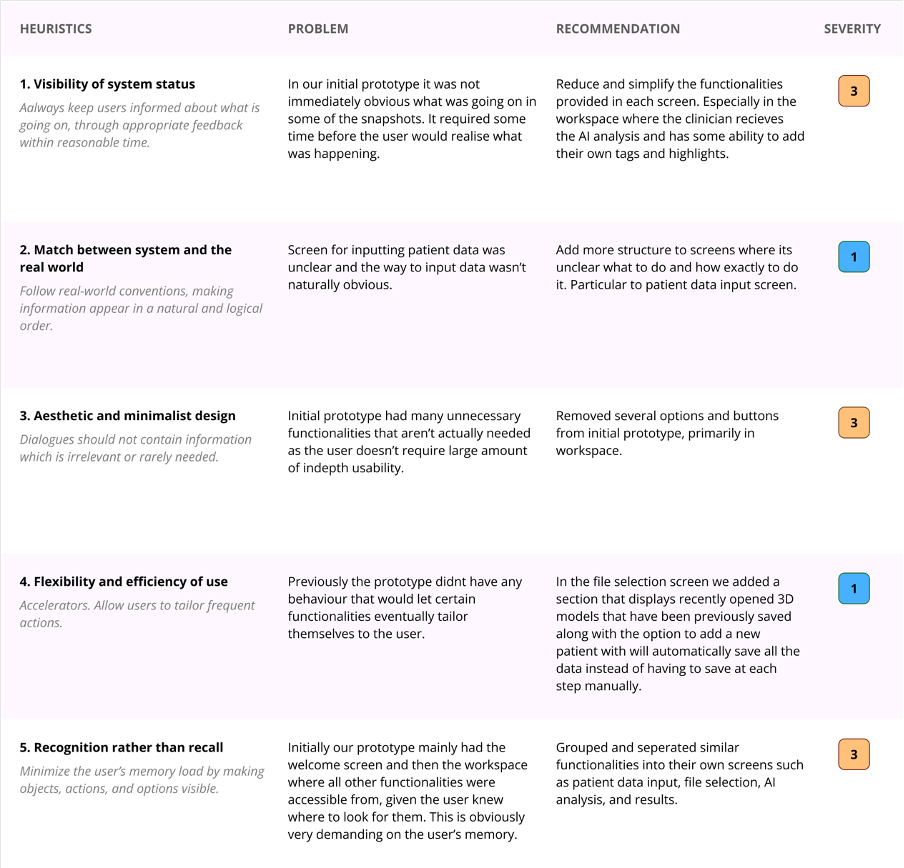 HEURISTICS PROBLEM RECOMMENDATION SEVERITY
1. Visibility of system status
Aalways keep users informed about what is
going on, through appropriate feedback
within reasonable time.
In our initial prototype it was not
immediately obvious what was going on in
some of the snapshots. It required some
time before the user would realise what
was happening.
Reduce and simplify the functionalities
provided in each screen. Especially in the
workspace where the clinician recieves
the AI analysis and has some ability to add
their own tags and highlights.
3
2. Match between system and the
real world
Follow real-world conventions, making
information appear in a natural and logical
order.
Screen for inputting patient data was
unclear and the way to input data wasn't
naturally obvious.
Add more structure to screens where its
unclear what to do and how exactly to do
it. Particular to patient data input screen.
1
3. Aesthetic and minimalist design
Dialogues should not contain information
which is irrelevant or rarely needed.
Initial prototype had many unnecessary
functionalities that aren't actually needed
as the user doesn't require large amount
of indepth usability.
Removed several options and buttons
from initial prototype, primarily in
workspace.
3
4. Flexibility and efficiency of use
Accelerators. Allow users to tailor frequent
actions.
Previously the prototype didnt have any
behaviour that would let certain
functionalities eventually tailor
themselves to the user.
In the file selection screen we added a
section that displays recently opened 3D
models that have been previously saved
along with the option to add a new
patient with will automatically save all the
data instead of having to save at each
step manually.
1
5. Recognition rather than recall
Minimize the user's memory load by making
objects, actions, and options visible.
Initially our prototype mainly had the
welcome screen and then the workspace
where all other functionalities were
accessible from, given the user knew
where to look for them. This is obviously
very demanding on the user's memory.
Grouped and seperated similar
functionalities into their own screens such
as patient data input, file selection, AI
analysis, and results.
3